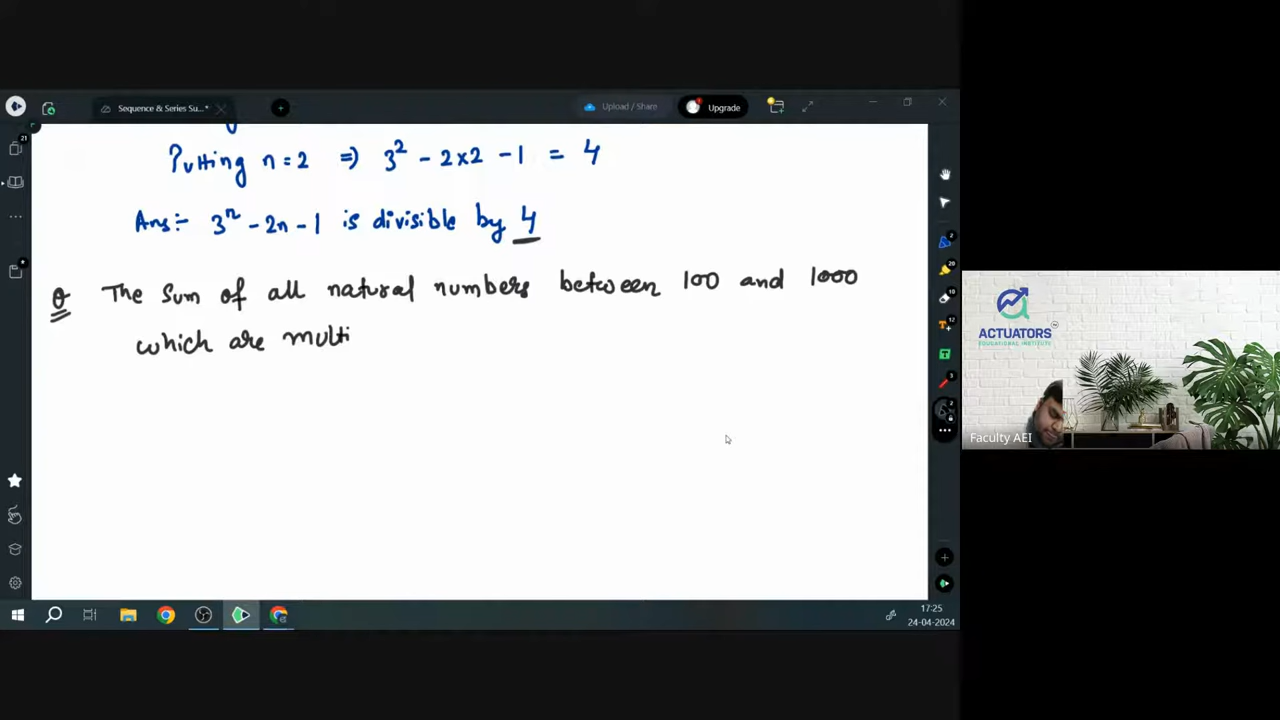 Sequence & Series Su...*
Upload / Share
Upgrade
Putting n = 2 ⇒ 3² - 2×2 - 1 = 4
Ans:- 3ⁿ - 2n - 1 is divisible by 4
Q The Sum of all natural numbers between 100 and 1000
which are multi
ACTUATORS
EDUCATIONAL INSTITUTE
Faculty AEI
17:25
24-04-2024